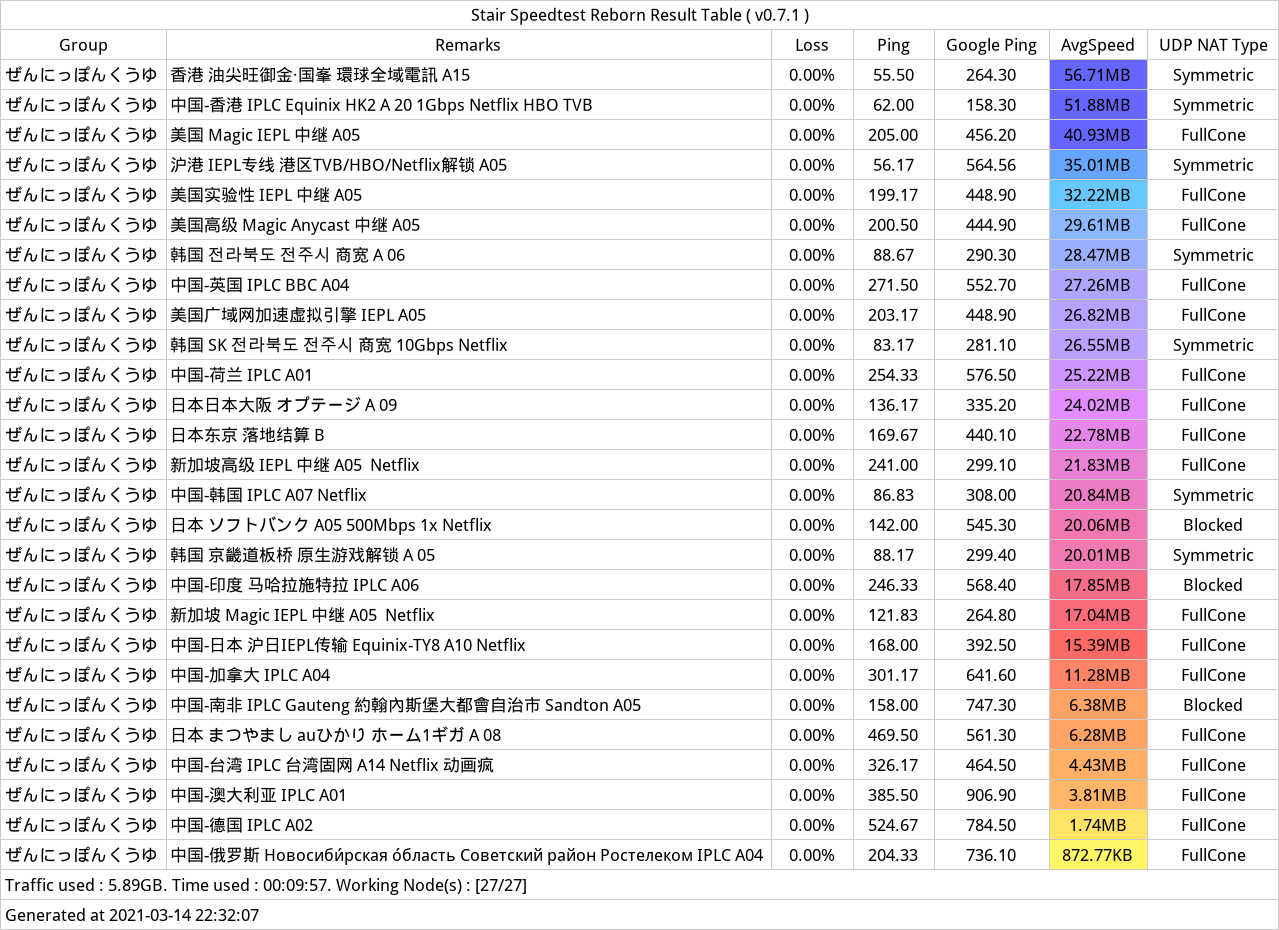 Stair Speedtest Reborn Result Table ( v0.7.1 )
Group Remarks Loss Ping Google Ping AvgSpeed UDP NAT Type
ぜんにっぽんくうゆ 香港 油尖旺御金·国峯 環球全域電訊 A15 0.00% 55.50 264.30 56.71MB Symmetric
ぜんにっぽんくうゆ 中国-香港 IPLC Equinix HK2 A 20 1Gbps Netflix HBO TVB 0.00% 62.00 158.30 51.88MB Symmetric
ぜんにっぽんくうゆ 美国 Magic IEPL 中继 A05 0.00% 205.00 456.20 40.93MB FullCone
ぜんにっぽんくうゆ 沪港 IEPL专线 港区TVB/HBO/Netflix解锁 A05 0.00% 56.17 564.56 35.01MB Symmetric
ぜんにっぽんくうゆ 美国实验性 IEPL 中继 A05 0.00% 199.17 448.90 32.22MB FullCone
ぜんにっぽんくうゆ 美国高级 Magic Anycast 中继 A05 0.00% 200.50 444.90 29.61MB FullCone
ぜんにっぽんくうゆ 韩国 전라북도 전주시 商宽 A 06 0.00% 88.67 290.30 28.47MB Symmetric
ぜんにっぽんくうゆ 中国-英国 IPLC BBC A04 0.00% 271.50 552.70 27.26MB FullCone
ぜんにっぽんくうゆ 美国广域网加速虚拟引擎 IEPL A05 0.00% 203.17 448.90 26.82MB FullCone
ぜんにっぽんくうゆ 韩国 SK 전라북도 전주시 商宽 10Gbps Netflix 0.00% 83.17 281.10 26.55MB Symmetric
ぜんにっぽんくうゆ 中国-荷兰 IPLC A01 0.00% 254.33 576.50 25.22MB FullCone
ぜんにっぽんくうゆ 日本日本大阪 オプテージ A 09 0.00% 136.17 335.20 24.02MB FullCone
ぜんにっぽんくうゆ 日本东京 落地结算 B 0.00% 169.67 440.10 22.78MB FullCone
ぜんにっぽんくうゆ 新加坡高级 IEPL 中继 A05 Netflix 0.00% 241.00 299.10 21.83MB FullCone
ぜんにっぽんくうゆ 中国-韩国 IPLC A07 Netflix 0.00% 86.83 308.00 20.84MB Symmetric
ぜんにっぽんくうゆ 日本 ソフトバンク A05 500Mbps 1x Netflix 0.00% 142.00 545.30 20.06MB Blocked
ぜんにっぽんくうゆ 韩国 京畿道板桥 原生游戏解锁 A 05 0.00% 88.17 299.40 20.01MB Symmetric
ぜんにっぽんくうゆ 中国-印度 马哈拉施特拉 IPLC A06 0.00% 246.33 568.40 17.85MB Blocked
ぜんにっぽんくうゆ 新加坡 Magic IEPL 中继 A05 Netflix 0.00% 121.83 264.80 17.04MB FullCone
ぜんにっぽんくうゆ 中国-日本 沪日IEPL传输 Equinix-TY8 A10 Netflix 0.00% 168.00 392.50 15.39MB FullCone
ぜんにっぽんくうゆ 中国-加拿大 IPLC A04 0.00% 301.17 641.60 11.28MB FullCone
ぜんにっぽんくうゆ 中国-南非 IPLC Gauteng 約翰內斯堡大都會自治市 Sandton A05 0.00% 158.00 747.30 6.38MB Blocked
ぜんにっぽんくうゆ 日本 まつやまし auひかり ホーム1ギガ A 08 0.00% 469.50 561.30 6.28MB FullCone
ぜんにっぽんくうゆ 中国-台湾 IPLC 台湾固网 A14 Netflix 动画疯 0.00% 326.17 464.50 4.43MB FullCone
ぜんにっぽんくうゆ 中国-澳大利亚 IPLC A01 0.00% 385.50 906.90 3.81MB FullCone
ぜんにっぽんくうゆ 中国-德国 IPLC A02 0.00% 524.67 784.50 1.74MB FullCone
ぜんにっぽんくうゆ 中国-俄罗斯 Новосиби́рская о́бласть Советский район Ростелеком IPLC A04 0.00% 204.33 736.10 872.77KB FullCone
Traffic used : 5.89GB. Time used : 00:09:57. Working Node(s) : [27/27]
Generated at 2021-03-14 22:32:07